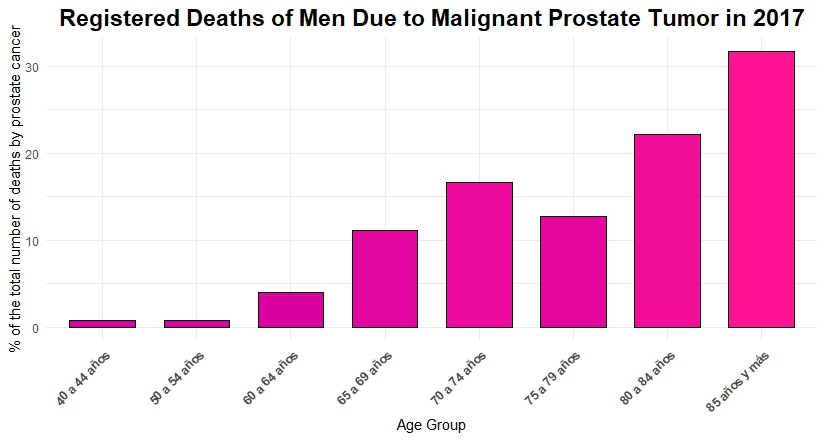 Registered Deaths of Men Due to Malignant Prostate Tumor in 2017
% of the total number of deaths by prostate cancer
30
20
10
0
40 a 44 años
50 a 54 años
60 a 64 años
65 a 69 años
70 a 74 años
75 a 79 años
80 a 84 años
85 años y más
Age Group